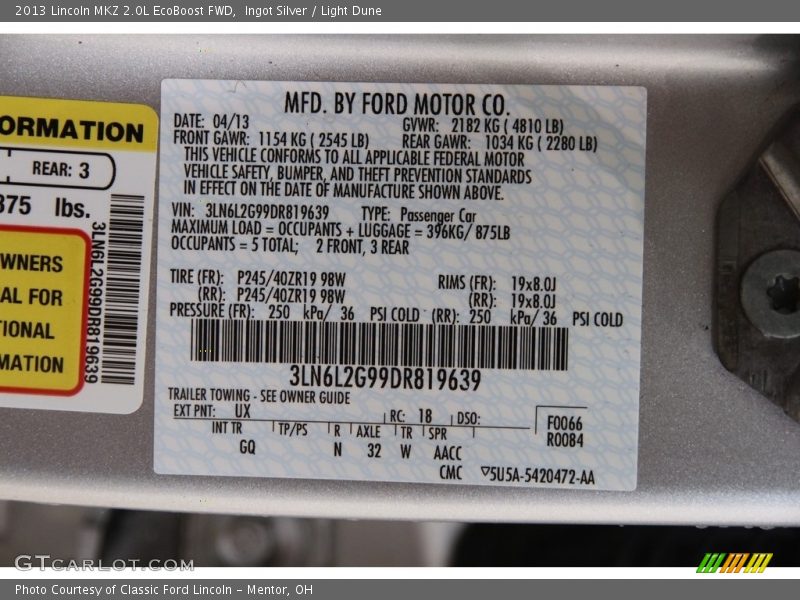 2013 Lincoln MKZ 2.0L EcoBoost FWD, Ingot Silver / Light Dune
ORMATION
REAR: 3
875 lbs.
WNERS
AL FOR
TIONAL
MATION
3LN6L2G99DR819639
MFD. BY FORD MOTOR CO.
DATE: 04/13 GVWR: 2182 KG ( 4810 LB)
FRONT GAWR: 1154 KG ( 2545 LB) REAR GAWR: 1034 KG ( 2280 LB)
THIS VEHICLE CONFORMS TO ALL APPLICABLE FEDERAL MOTOR
VEHICLE SAFETY, BUMPER, AND THEFT PREVENTION STANDARDS
IN EFFECT ON THE DATE OF MANUFACTURE SHOWN ABOVE.
VIN: 3LN6L2G99DR819639 TYPE: Passenger Car
MAXIMUM LOAD = OCCUPANTS + LUGGAGE = 396KG/ 875LB
OCCUPANTS = 5 TOTAL; 2 FRONT, 3 REAR
TIRE (FR): P245/40ZR19 98W RIMS (FR): 19x8.0J
(RR): P245/40ZR19 98W (RR): 19x8.0J
PRESSURE (FR): 250 kPa/ 36 PSI COLD (RR): 250 kPa/ 36 PSI COLD
3LN6L2G99DR819639
TRAILER TOWING - SEE OWNER GUIDE
EXT PNT: UX RC: 18 DSO:
INT TR TP/PS R AXLE TR SPR
GQ N 32 W AACC
F0066
R0084
CMC 5U5A-5420472-AA
GTCARLOT.COM
Photo Courtesy of Classic Ford Lincoln - Mentor, OH